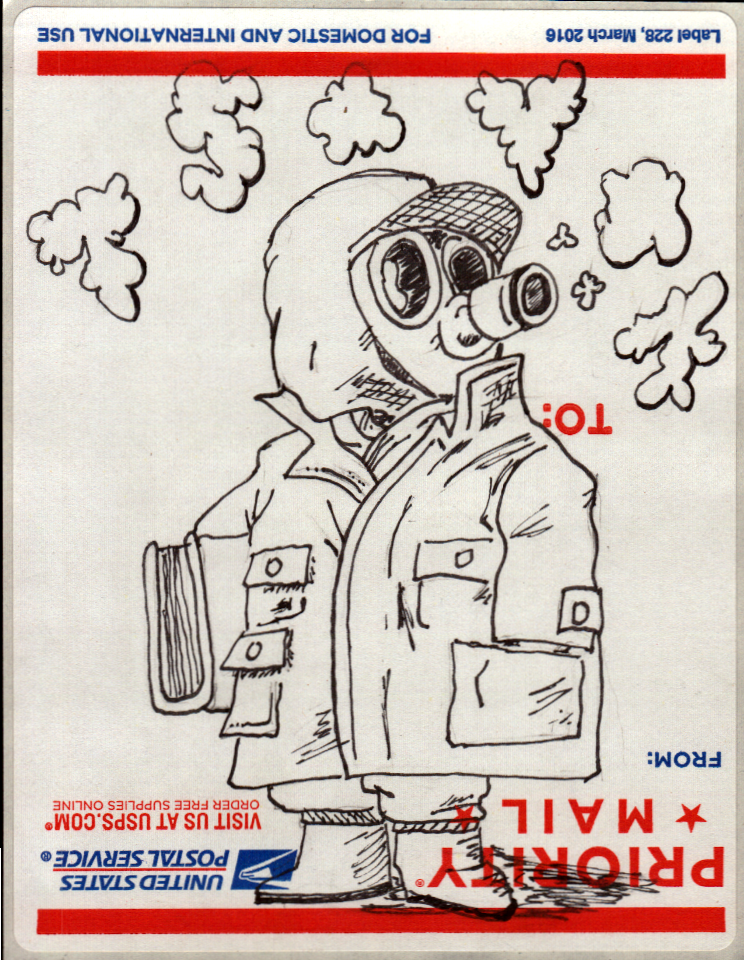 PRIORITY®
★ MAIL ★
UNITED STATES
POSTAL SERVICE®
VISIT US AT USPS.COM®
ORDER FREE SUPPLIES ONLINE
FROM:
TO:
Label 228, March 2016
FOR DOMESTIC AND INTERNATIONAL USE